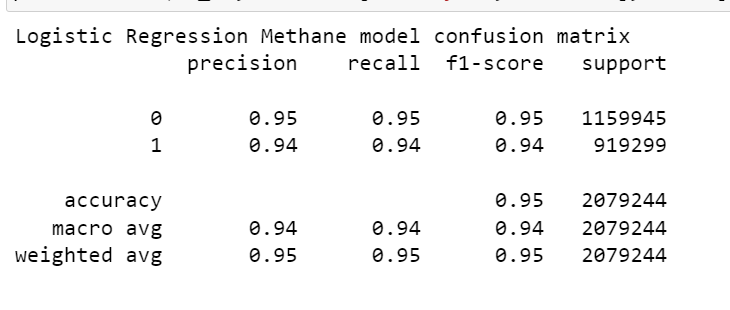 Logistic Regression Methane model confusion matrix
precision recall f1-score support
0 0.95 0.95 0.95 1159945
1 0.94 0.94 0.94 919299
accuracy 0.95 2079244
macro avg 0.94 0.94 0.94 2079244
weighted avg 0.95 0.95 0.95 2079244